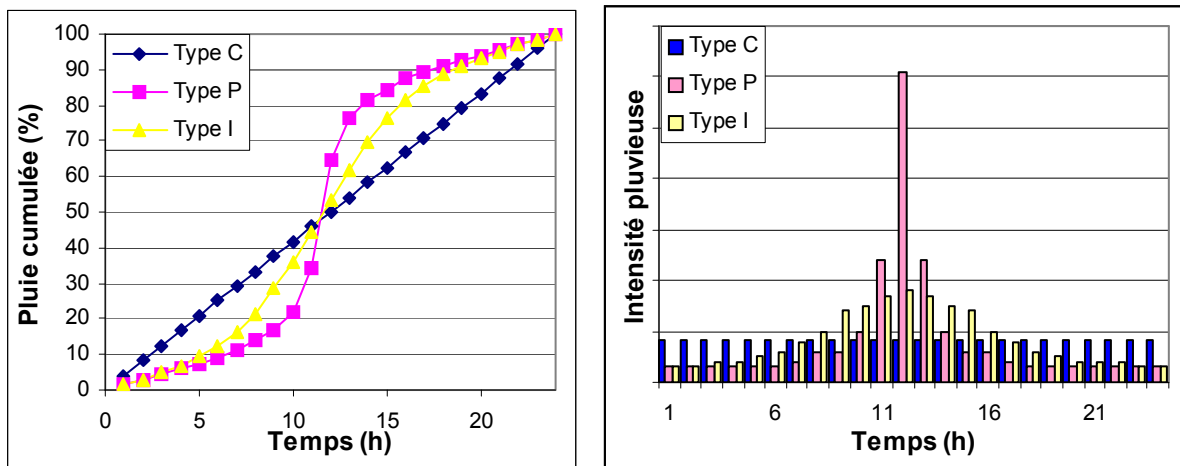 Pluie cumulée (%)
100
90
80
70
60
50
40
30
20
10
0
Type C
Type P
Type I
0 5 10 15 20
Temps (h)
Intensité pluvieuse
Type C
Type P
Type I
1 6 11 16 21
Temps (h)